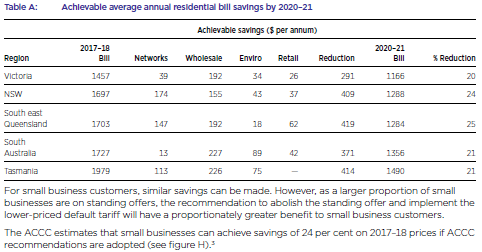 Table A: Achievable average annual residential bill savings by 2020–21
Achievable savings ($ per annum)
Region 2017–18 Bill Networks Wholesale Enviro Retail Reduction 2020–21 Bill % Reduction
Victoria 1457 39 192 34 26 291 1166 20
NSW 1697 174 155 43 37 409 1288 24
South east Queensland 1703 147 192 18 62 419 1284 25
South Australia 1727 13 227 89 42 371 1356 21
Tasmania 1979 113 226 75 — 414 1490 21
For small business customers, similar savings can be made. However, as a larger proportion of small
businesses are on standing offers, the recommendation to abolish the standing offer and implement the
lower-priced default tariff will have a proportionately greater benefit to small business customers.
The ACCC estimates that small businesses can achieve savings of 24 per cent on 2017–18 prices if ACCC
recommendations are adopted (see figure H).³